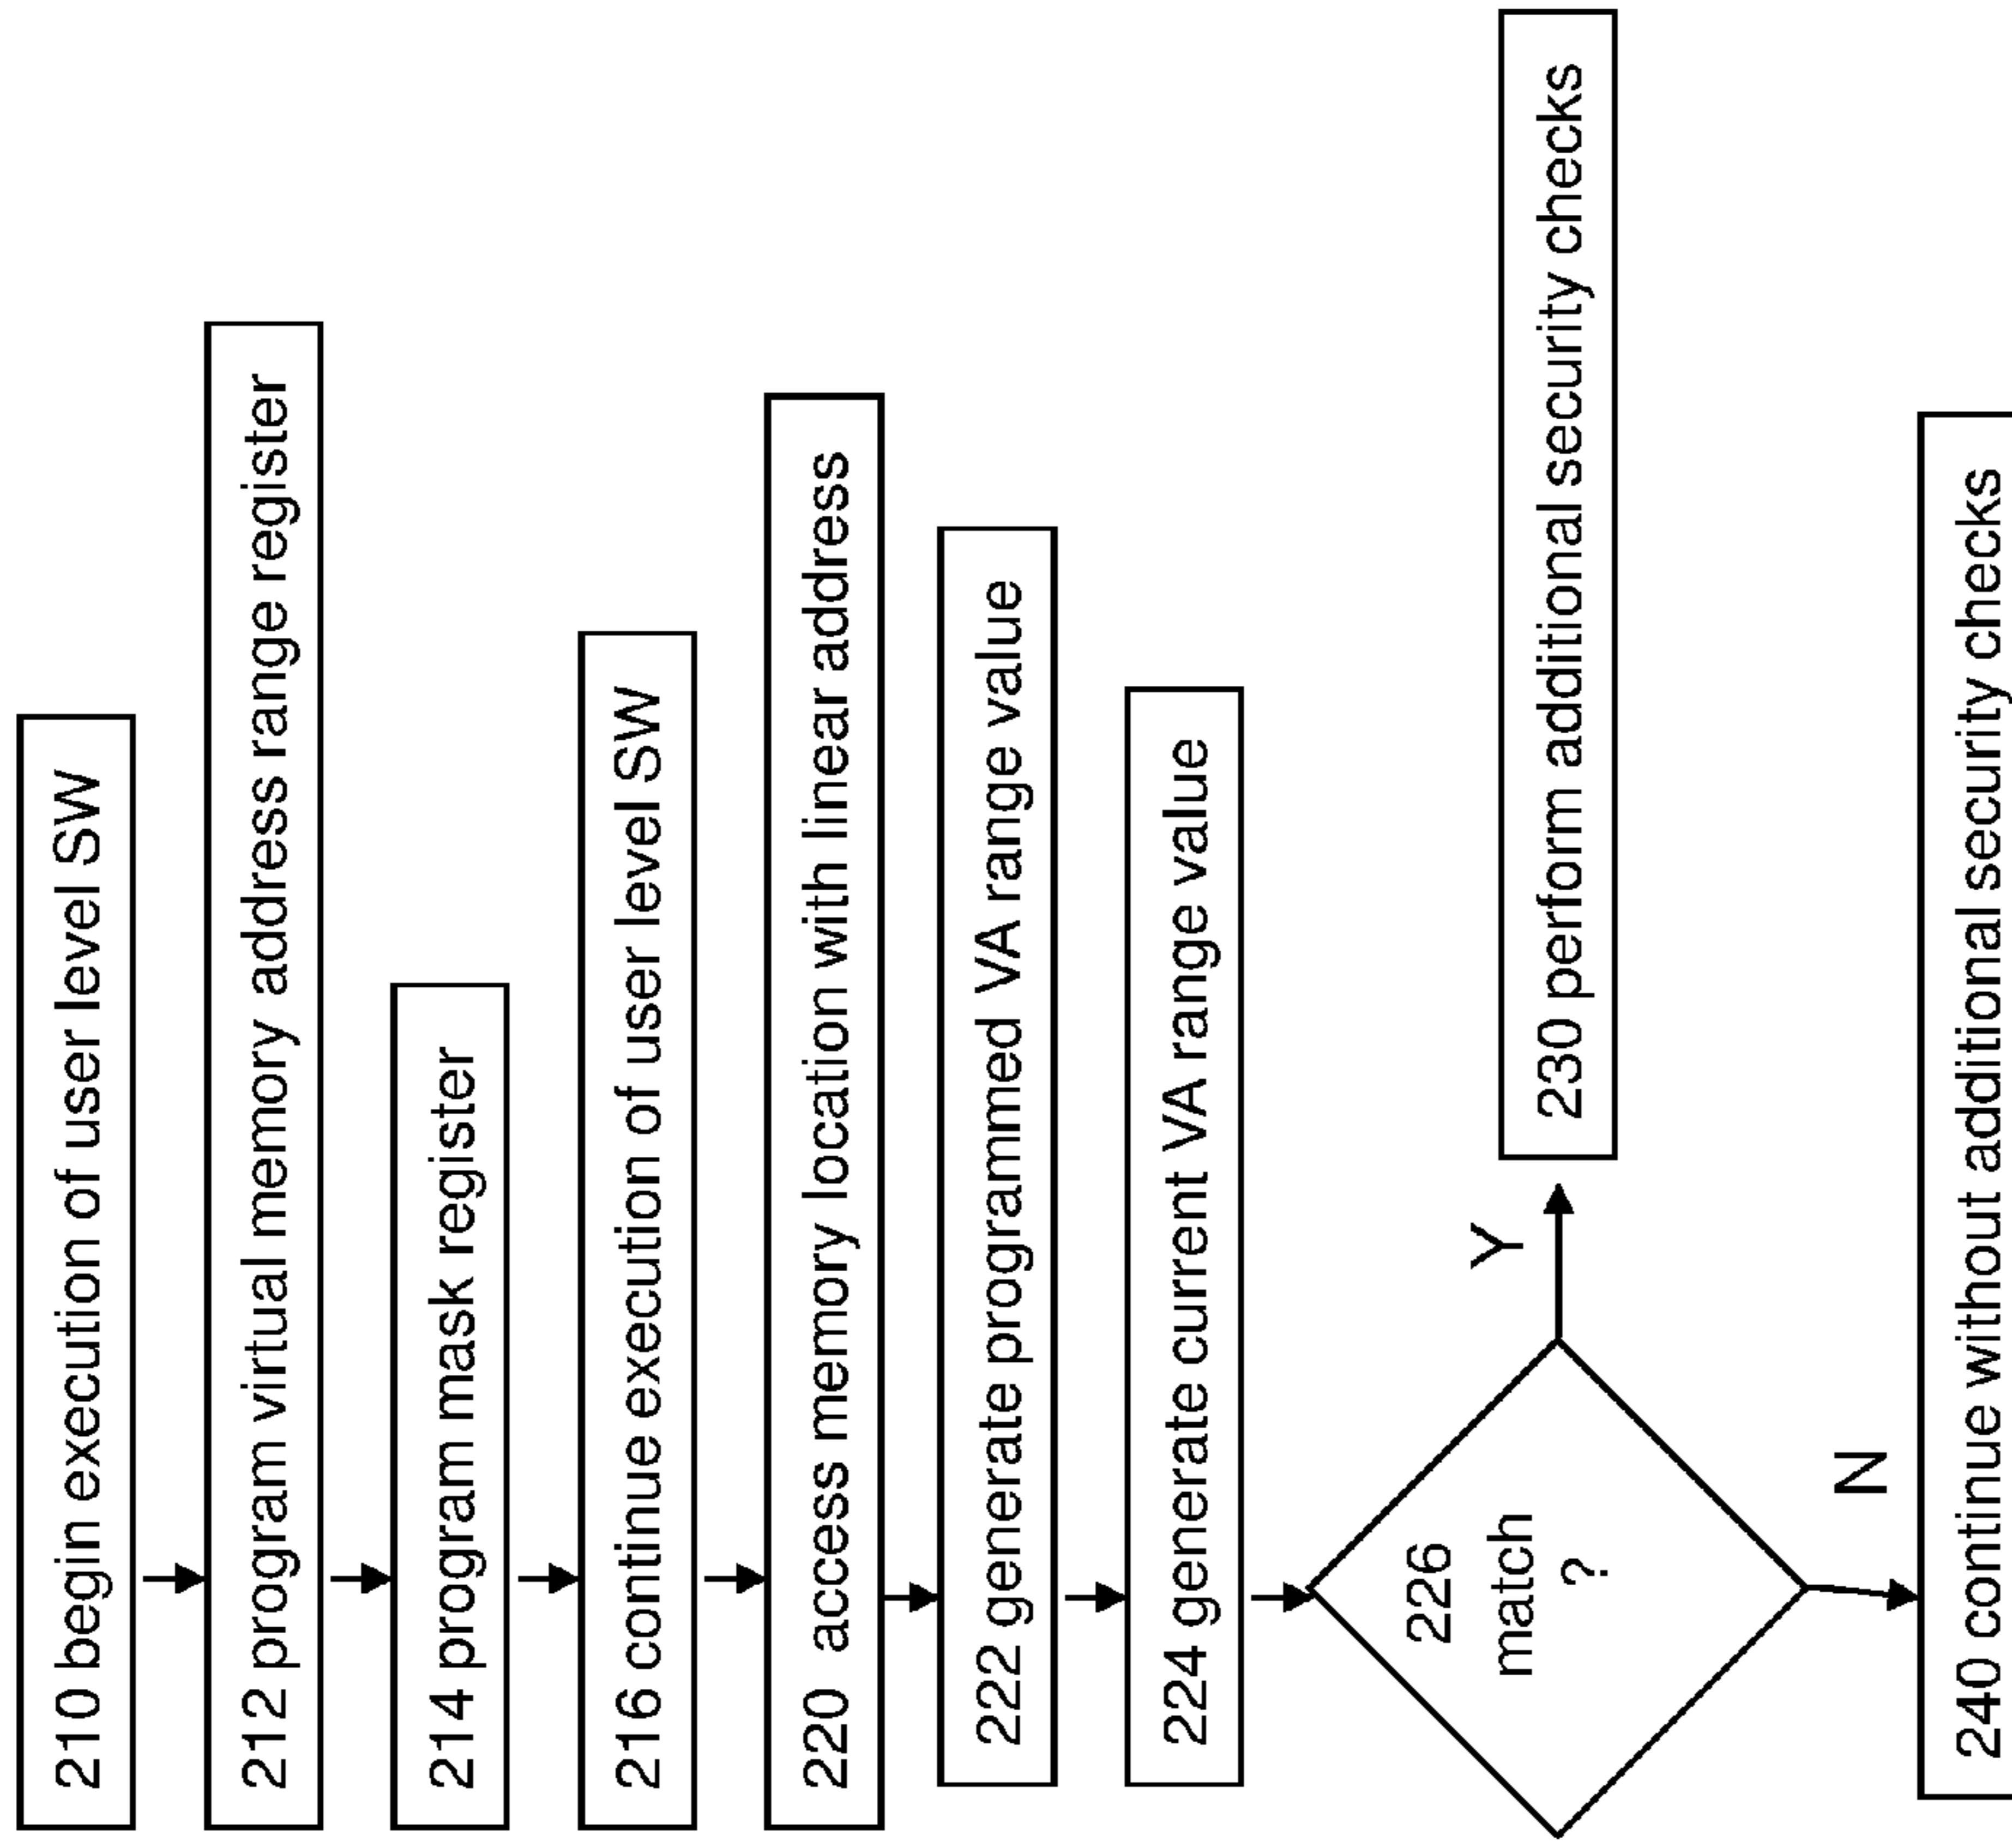 210 begin execution of user level SW
212 program virtual memory address range register
214 program mask register
216 continue execution of user level SW
220 access memory location with linear address
222 generate programmed VA range value
224 generate current VA range value
226
match
?
Y
230 perform additional security checks
N
240 continue without additional security checks